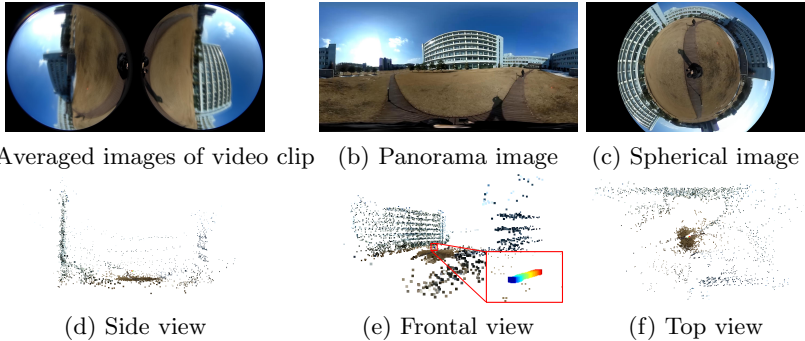 Averaged images of video clip
(b) Panorama image
(c) Spherical image
(d) Side view
(e) Frontal view
(f) Top view